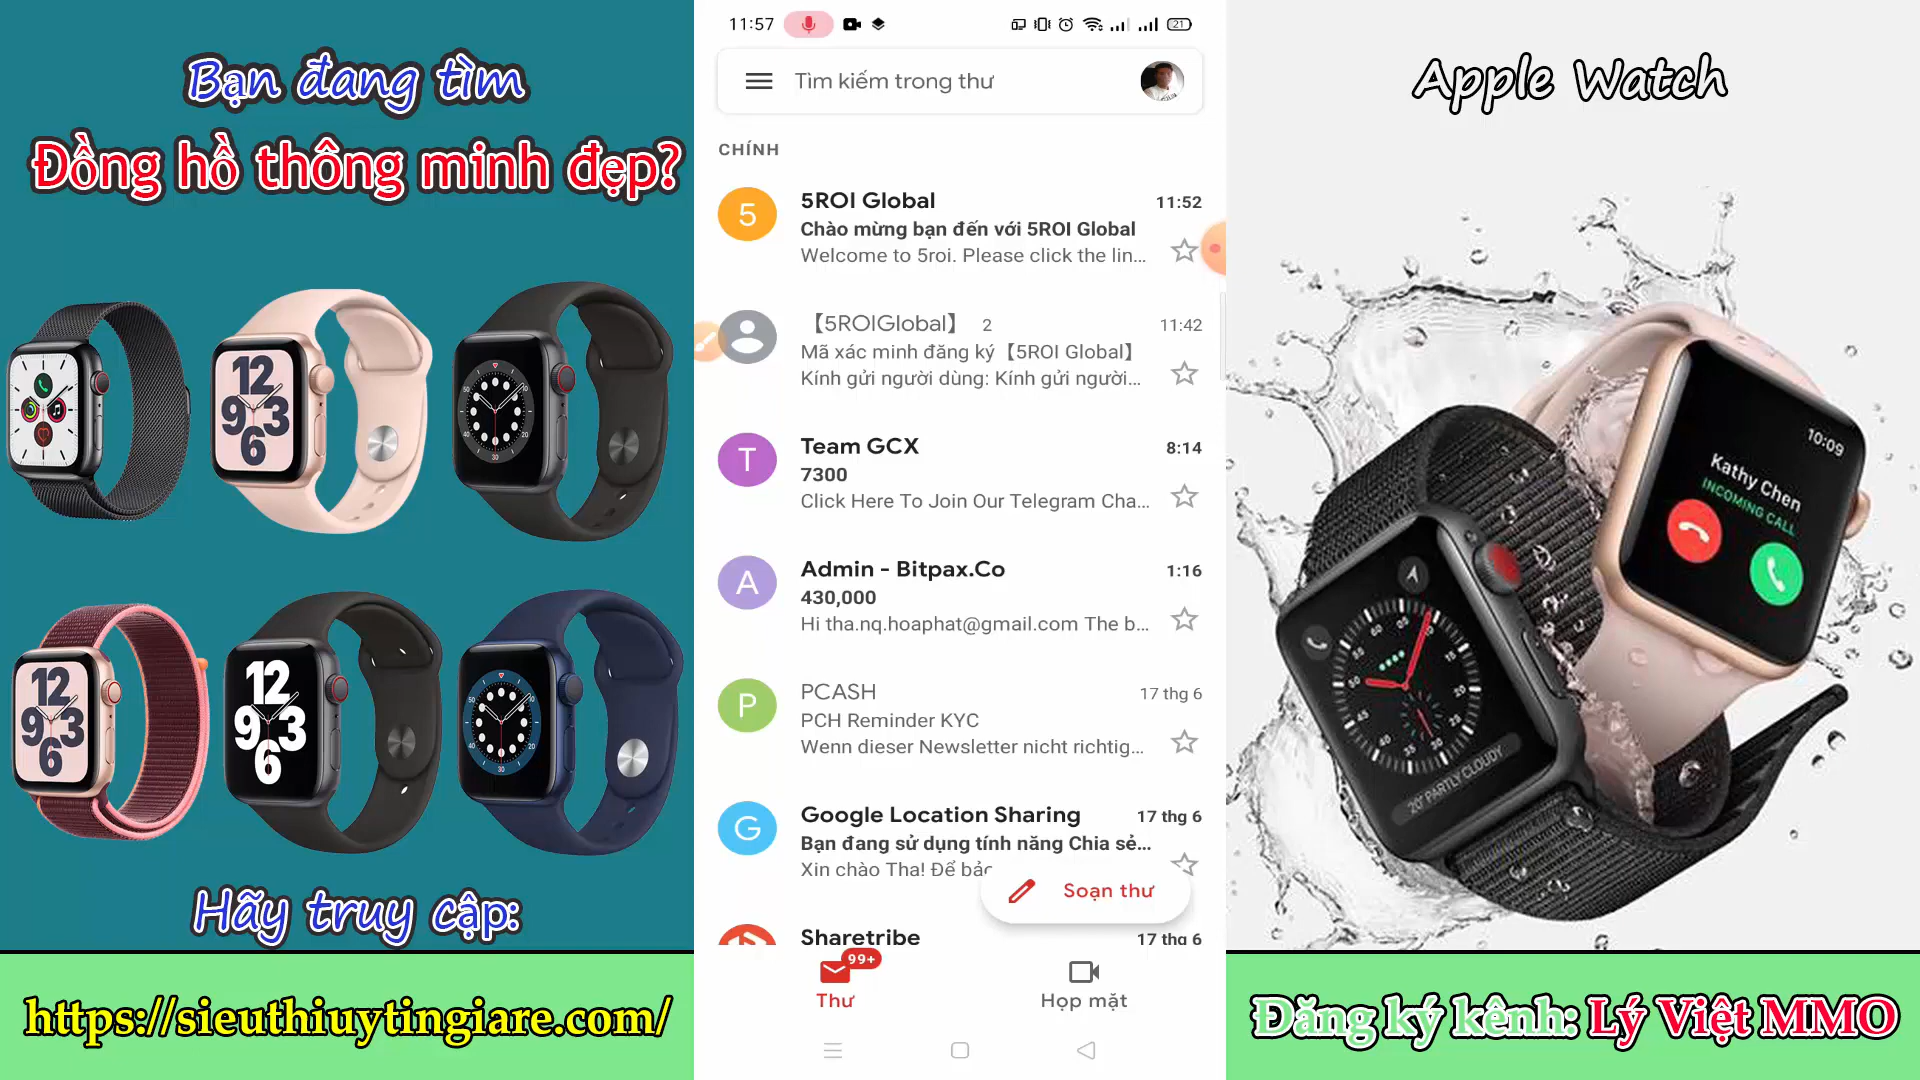 Bạn đang tìm
Đồng hồ thông minh đẹp?
Hãy truy cập:
https://sieuthiuytingiare.com/
11:57
21
Tìm kiếm trong thư
CHÍNH
5
5ROI Global
11:52
Chào mừng bạn đến với 5ROI Global
Welcome to 5roi. Please click the lin...
【5ROIGlobal】 2
11:42
Mã xác minh đăng ký【5ROI Global】
Kính gửi người dùng: Kính gửi người...
T
Team GCX
8:14
7300
Click Here To Join Our Telegram Cha...
A
Admin - Bitpax.Co
1:16
430,000
Hi tha.nq.hoaphat@gmail.com The b...
P
PCASH
17 thg 6
PCH Reminder KYC
Wenn dieser Newsletter nicht richtig...
G
Google Location Sharing
17 thg 6
Bạn đang sử dụng tính năng Chia sẻ...
Xin chào Tha! Để bảo
Soạn thư
Sharetribe
17 thg 6
99+
Thư
Họp mặt
Apple Watch
10:09
Kathy Chen
INCOMING CALL
20° PARTLY CLOUDY
Đăng ký kênh: Lý Việt MMO